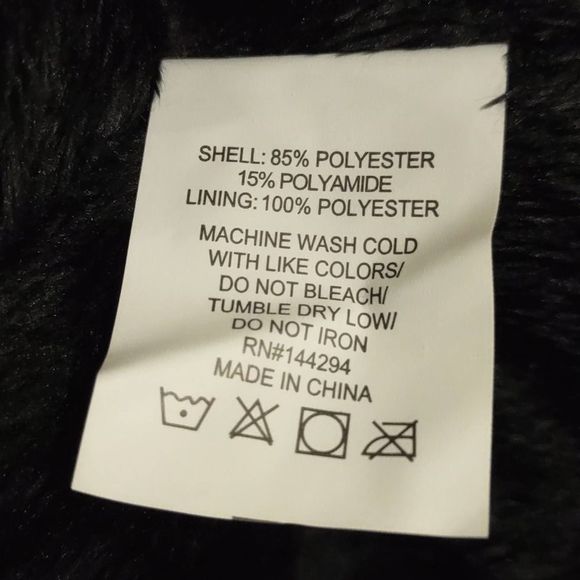 SHELL: 85% POLYESTER
15% POLYAMIDE
LINING: 100% POLYESTER
MACHINE WASH COLD
WITH LIKE COLORS/
DO NOT BLEACH/
TUMBLE DRY LOW/
DO NOT IRON
RN#144294
MADE IN CHINA